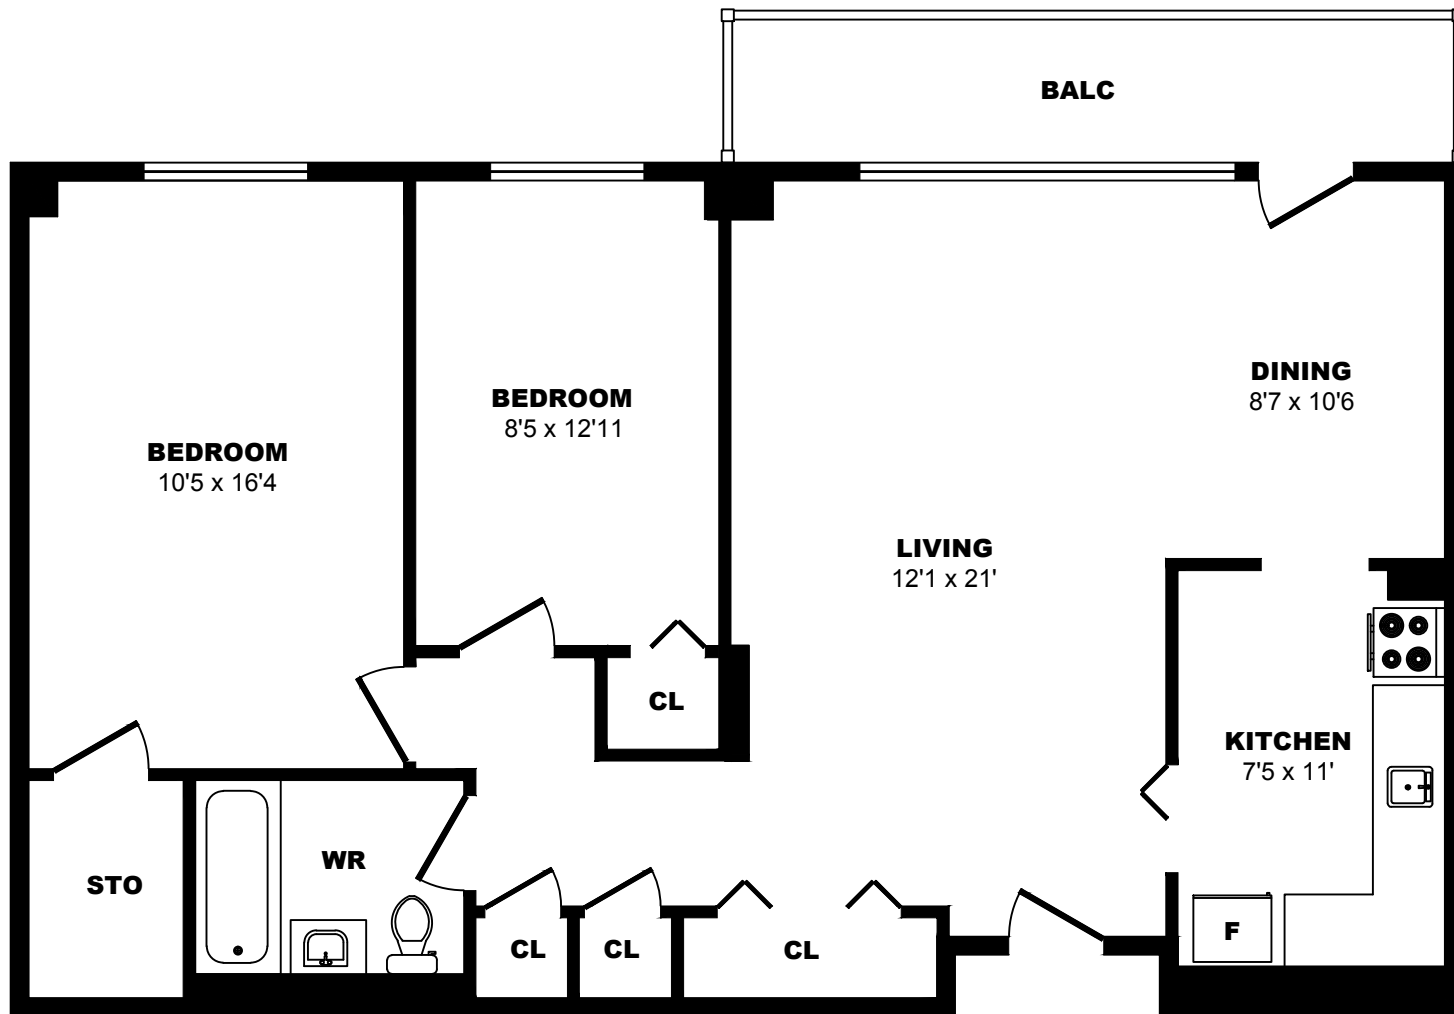 BALC
BEDROOM
10'5 x 16'4
BEDROOM
8'5 x 12'11
DINING
8'7 x 10'6
LIVING
12'1 x 21'
CL
KITCHEN
7'5 x 11'
STO
WR
CL
CL
CL
F